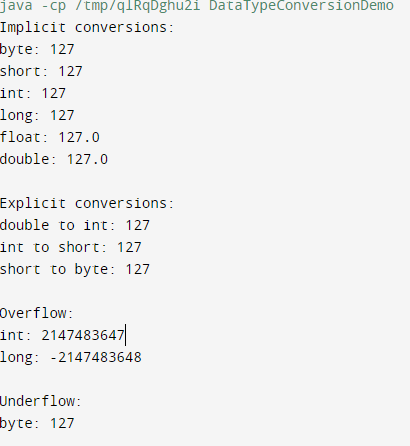 java -cp /tmp/qlRqDghu2i DataTypeConversionDemo
Implicit conversions:
byte: 127
short: 127
int: 127
long: 127
float: 127.0
double: 127.0
Explicit conversions:
double to int: 127
int to short: 127
short to byte: 127
Overflow:
int: 2147483647
long: -2147483648
Underflow:
byte: 127